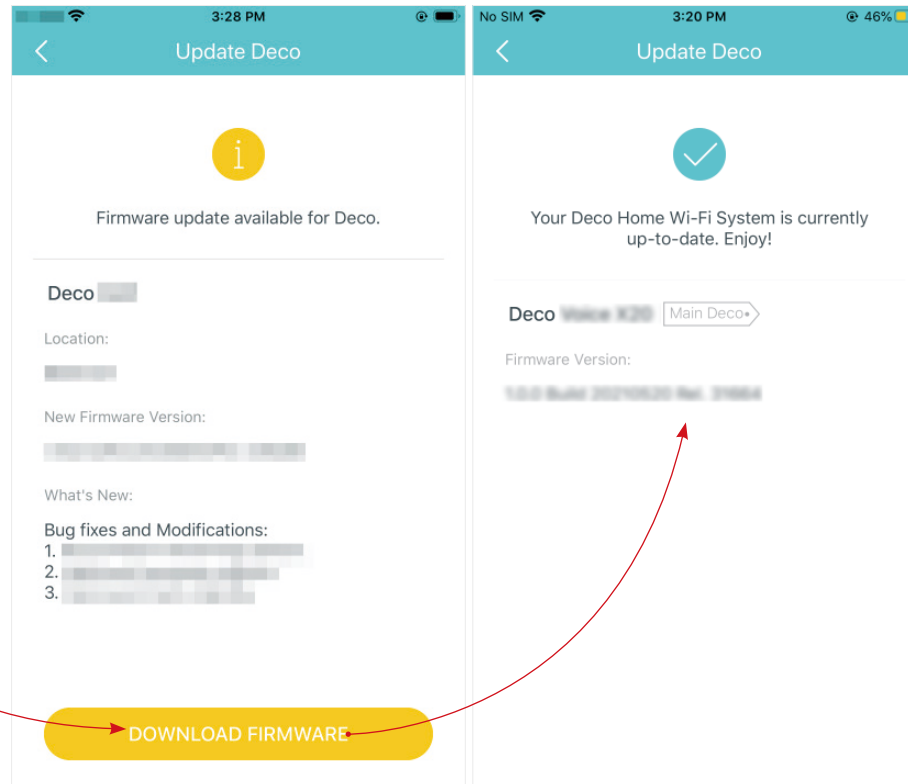 3:28 PM
Update Deco
i
Firmware update available for Deco.
Deco
Location:
New Firmware Version:
What's New:
Bug fixes and Modifications:
1.
2.
3.
DOWNLOAD FIRMWARE
No SIM 3:20 PM 46%
Update Deco
Your Deco Home Wi-Fi System is currently
up-to-date. Enjoy!
Deco Voice X20 Main Deco
Firmware Version: